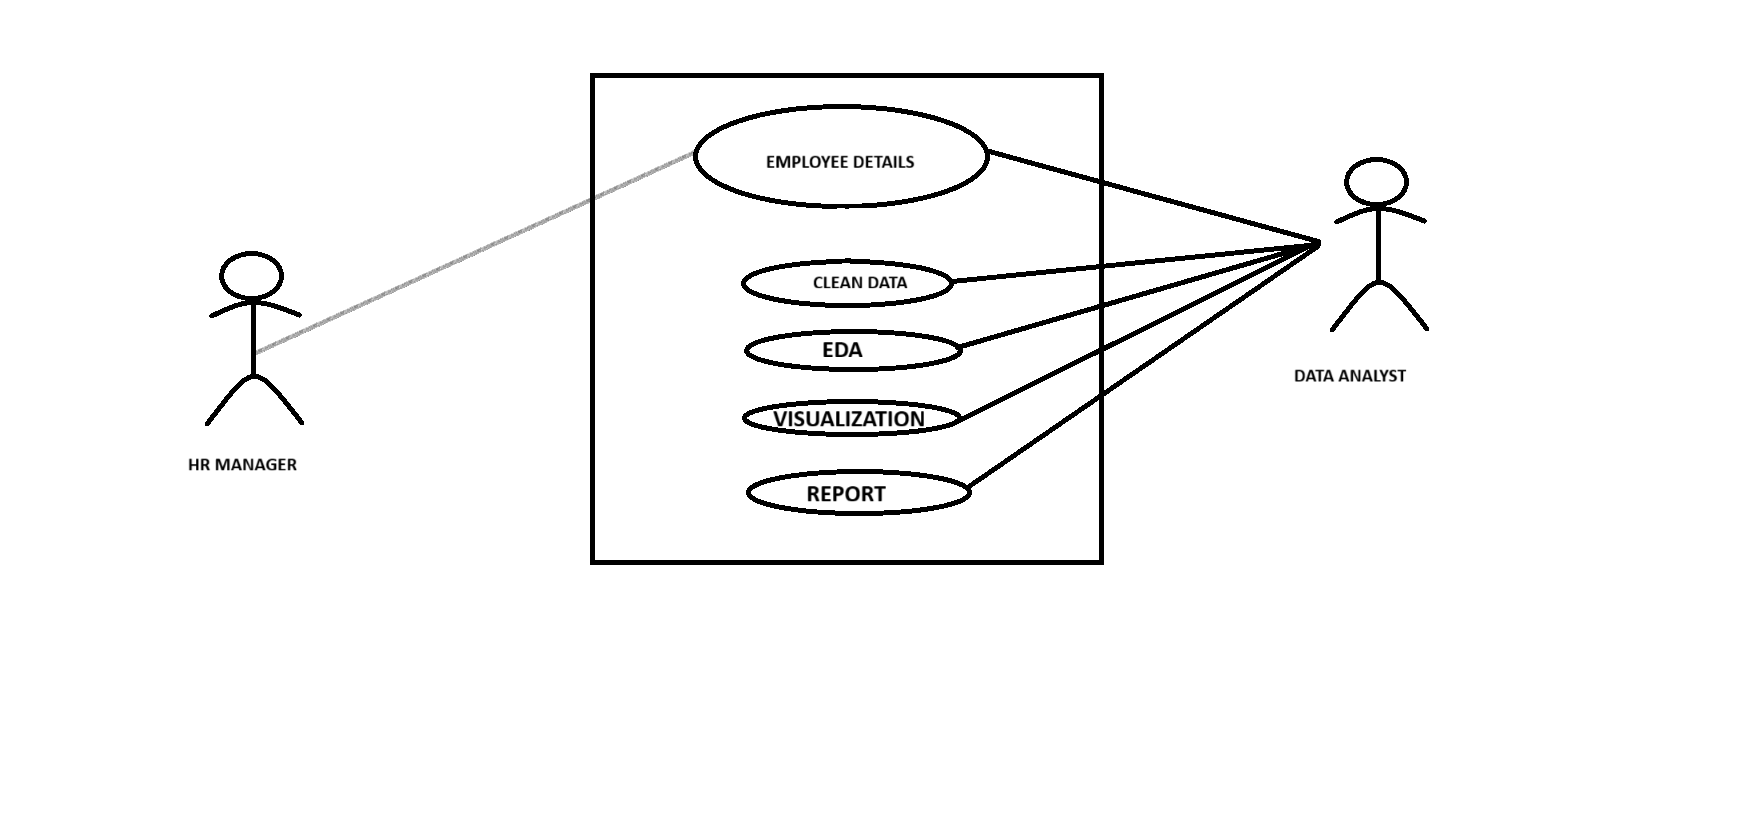 EMPLOYEE DETAILS
CLEAN DATA
EDA
VISUALIZATION
REPORT
HR MANAGER
DATA ANALYST